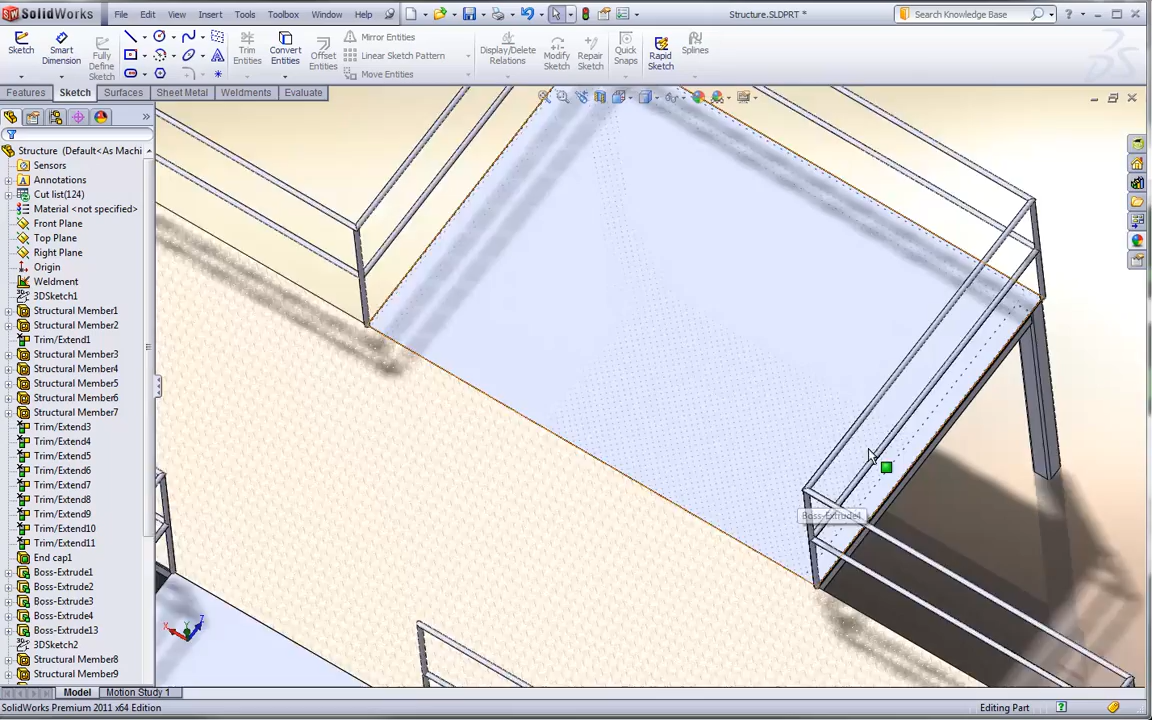 SolidWorks File Edit View Insert Tools Toolbox Window Help Structure.SLDPRT * Search Knowledge Base
Sketch Smart Dimension Fully Define Sketch Trim Entities Convert Entities Offset Entities Mirror Entities Linear Sketch Pattern Move Entities Display/Delete Relations Modify Sketch Repair Sketch Quick Snaps Rapid Sketch Splines
Features Sketch Surfaces Sheet Metal Weldments Evaluate
Structure (Default<As Machi
Sensors
Annotations
Cut list(124)
Material <not specified>
Front Plane
Top Plane
Right Plane
Origin
Weldment
3DSketch1
Structural Member1
Structural Member2
Trim/Extend1
Structural Member3
Structural Member4
Structural Member5
Structural Member6
Structural Member7
Trim/Extend3
Trim/Extend4
Trim/Extend5
Trim/Extend6
Trim/Extend7
Trim/Extend8
Trim/Extend9
Trim/Extend10
Trim/Extend11
End cap1
Boss-Extrude1
Boss-Extrude2
Boss-Extrude3
Boss-Extrude4
Boss-Extrude13
3DSketch2
Structural Member8
Structural Member9
Boss-Extrude4
X Y Z
Model Motion Study 1
SolidWorks Premium 2011 x64 Edition Editing Part